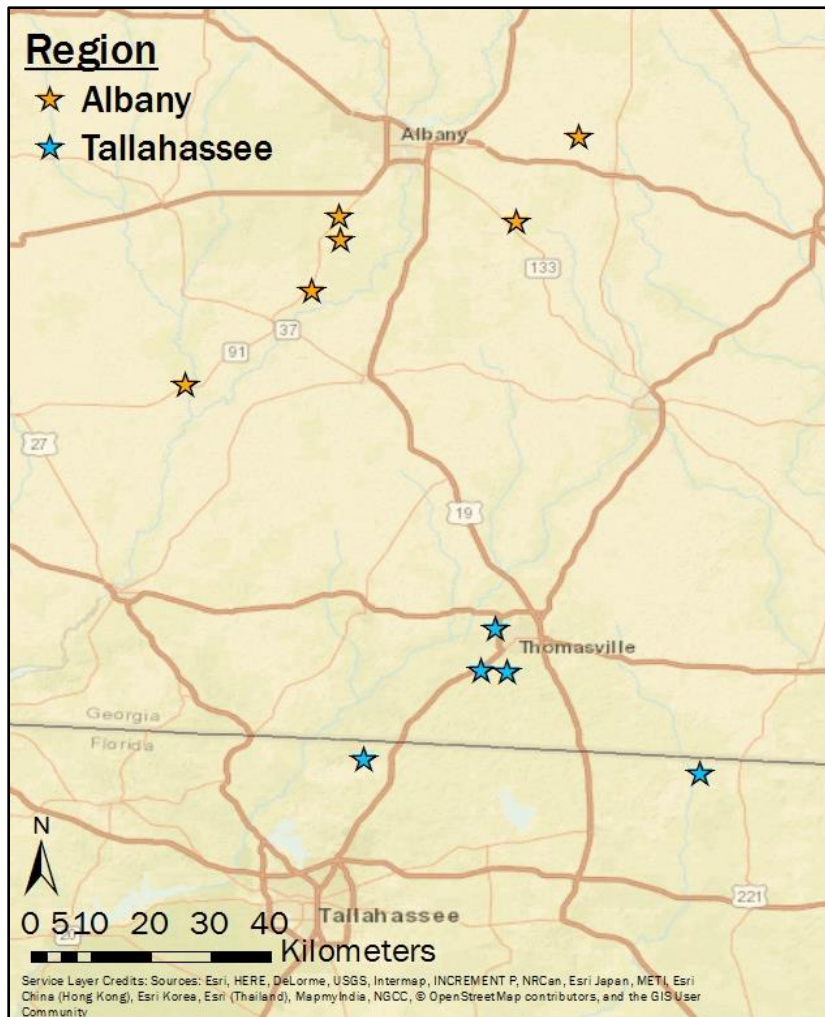 Region
Albany
Tallahassee
Albany
133
37
91
27
19
Thomasville
Georgia
Florida
N
221
Tallahassee
0 5 10 20 30 40
20
Kilometers
Service Layer Credits: Sources: Esri, HERE, DeLorme, USGS, Intermap, INCREMENT P, NRCan, Esri Japan, METI, Esri
China (Hong Kong), Esri Korea, Esri (Thailand), MapmyIndia, NGCC, © OpenStreetMap contributors, and the GIS User
Community